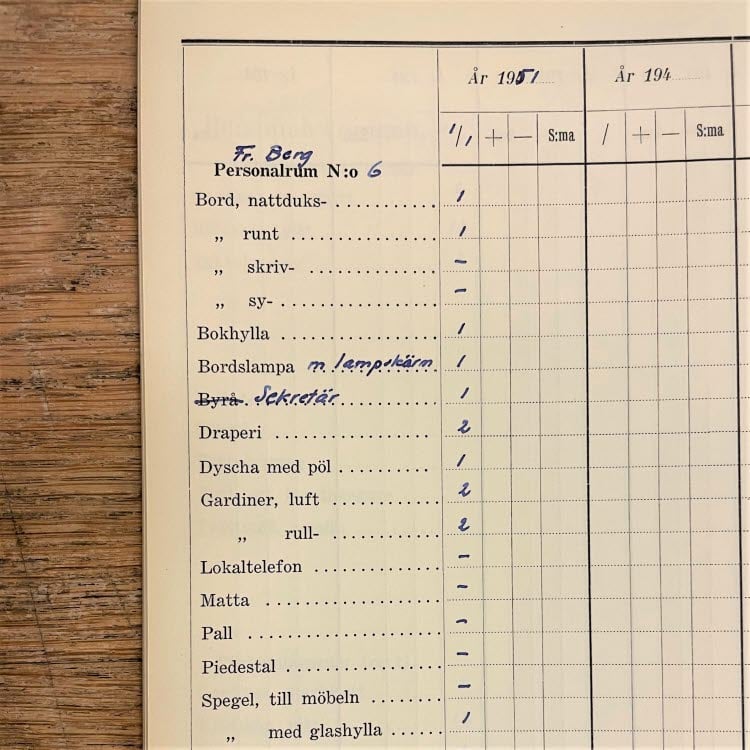 År 1951 År 194
1/1 + — S:ma / + — S:ma
Fr. Berg
Personalrum N:o 6
Bord, nattduks- . . . . . . . . . . . 1
„ runt . . . . . . . . . . . . . . . . 1
„ skriv- . . . . . . . . . . . . . . –
„ sy- . . . . . . . . . . . . . . . . . –
Bokhylla . . . . . . . . . . . . . . . . . 1
Bordslampa m. lampskärm 1
Byrå. Sekretär. . . . . . . . . . . 1
Draperi . . . . . . . . . . . . . . . . . . 2
Dyscha med pöl . . . . . . . . . . 1
Gardiner, luft . . . . . . . . . . . . 2
„ rull- . . . . . . . . . . . . 2
Lokaltelefon . . . . . . . . . . . . . . –
Matta . . . . . . . . . . . . . . . . . . . –
Pall . . . . . . . . . . . . . . . . . . . . . –
Piedestal . . . . . . . . . . . . . . . . . –
Spegel, till möbeln . . . . . . . . –
„ med glashylla . . . . . . 1